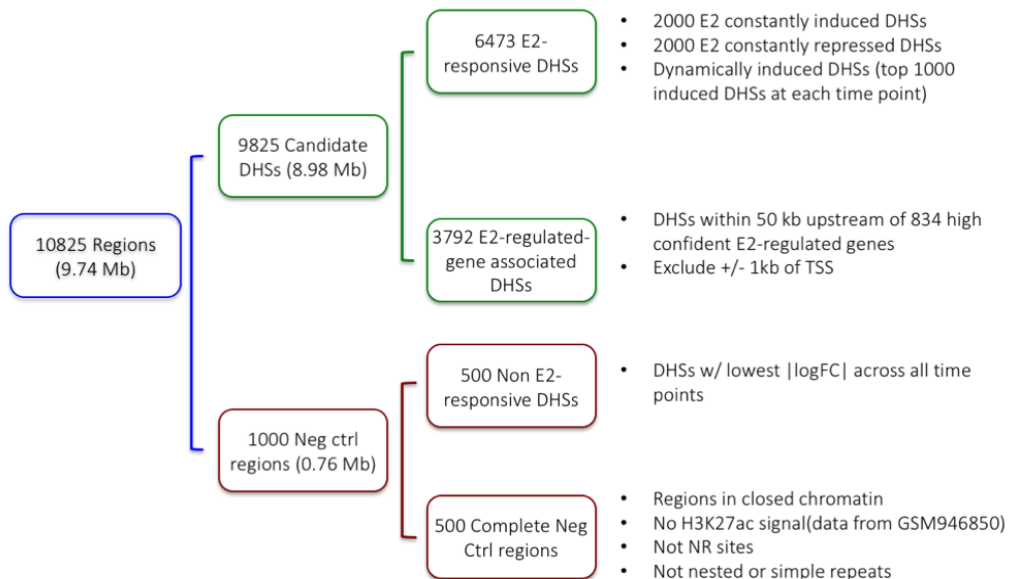 10825 Regions
(9.74 Mb)
9825 Candidate
DHSs (8.98 Mb)
6473 E2-
responsive DHSs
• 2000 E2 constantly induced DHSs
• 2000 E2 constantly repressed DHSs
• Dynamically induced DHSs (top 1000
induced DHSs at each time point)
3792 E2-regulated-
gene associated
DHSs
• DHSs within 50 kb upstream of 834 high
confident E2-regulated genes
• Exclude +/- 1kb of TSS
1000 Neg ctrl
regions (0.76 Mb)
500 Non E2-
responsive DHSs
• DHSs w/ lowest |logFC| across all time
points
500 Complete Neg
Ctrl regions
• Regions in closed chromatin
• No H3K27ac signal(data from GSM946850)
• Not NR sites
• Not nested or simple repeats